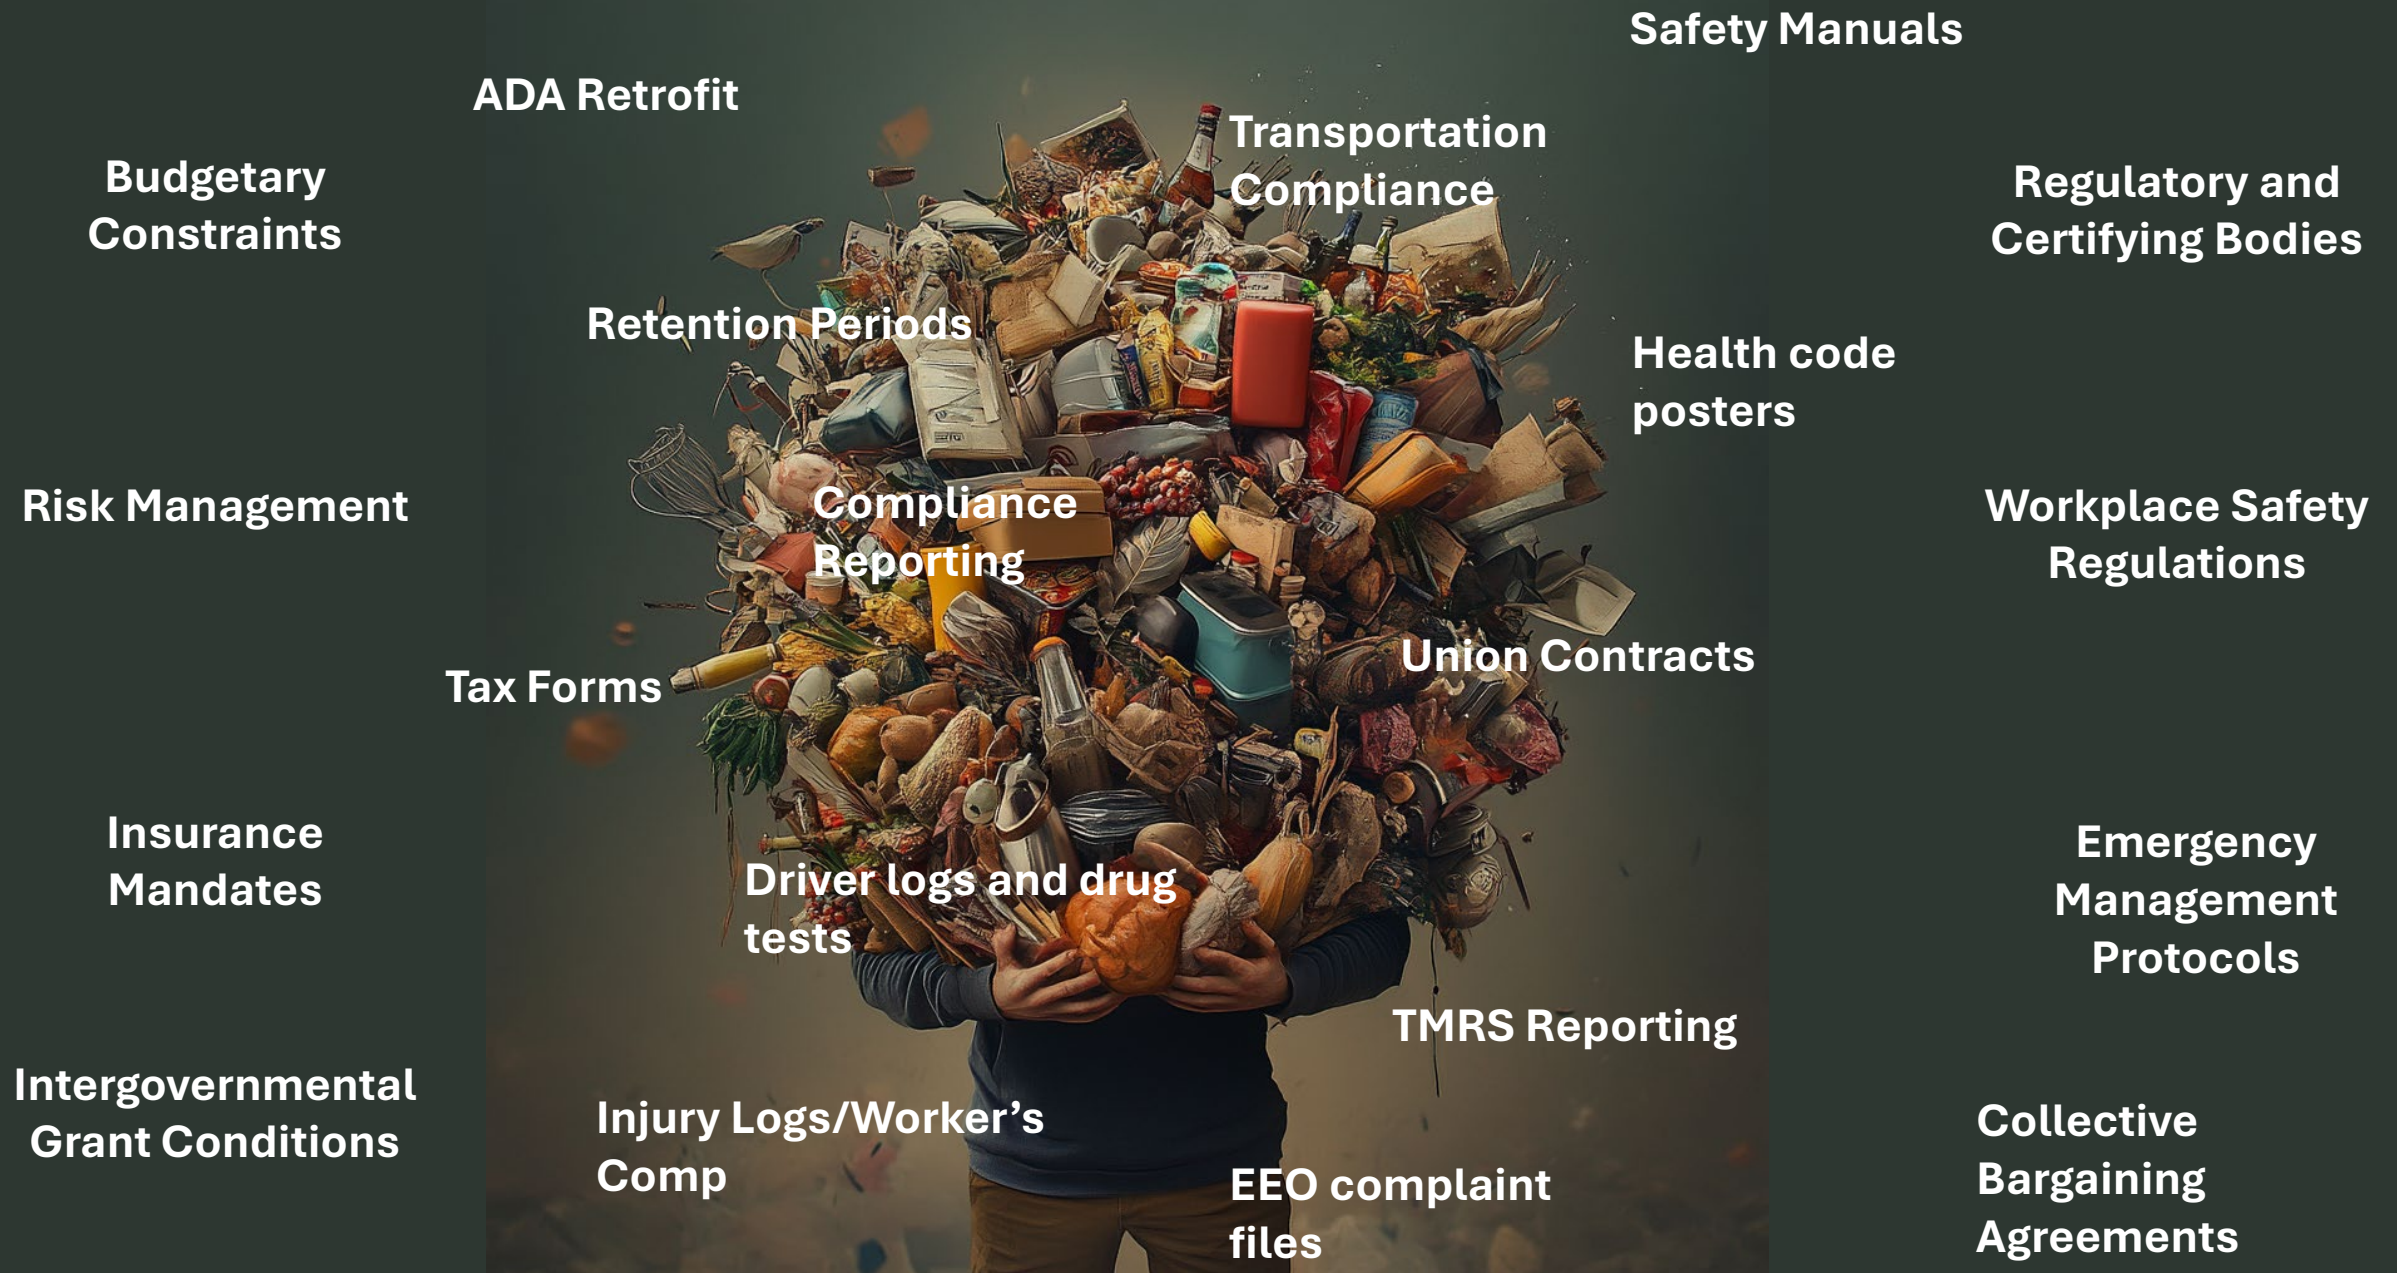 Safety Manuals
ADA Retrofit
Transportation
Compliance
Budgetary
Constraints
Regulatory and
Certifying Bodies
Retention Periods
Health code
posters
Risk Management
Compliance
Reporting
Workplace Safety
Regulations
Tax Forms
Union Contracts
Insurance
Mandates
Driver logs and drug
tests
Emergency
Management
Protocols
TMRS Reporting
Intergovernmental
Grant Conditions
Injury Logs/Worker’s
Comp
EEO complaint
files
Collective
Bargaining
Agreements